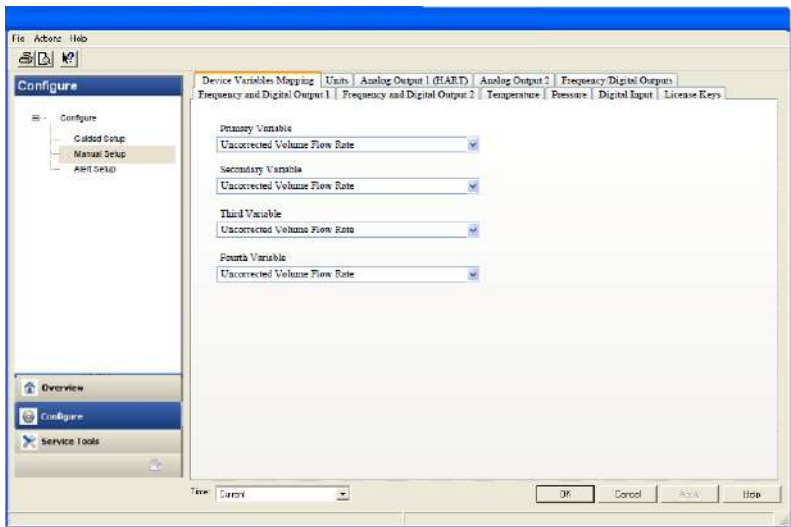 File Actions Help
Configure
Configure
Guided Setup
Manual Setup
Alert Setup
Overview
Configure
Service Tools
Device Variables Mapping Units Analog Output 1 (HART) Analog Output 2 Frequency/Digital Outputs
Frequency and Digital Output 1 Frequency and Digital Output 2 Temperature Pressure Digital Input License Keys
Primary Variable
Uncorrected Volume Flow Rate
Secondary Variable
Uncorrected Volume Flow Rate
Third Variable
Uncorrected Volume Flow Rate
Fourth Variable
Uncorrected Volume Flow Rate
Time: Current
OK Cancel Apply Help